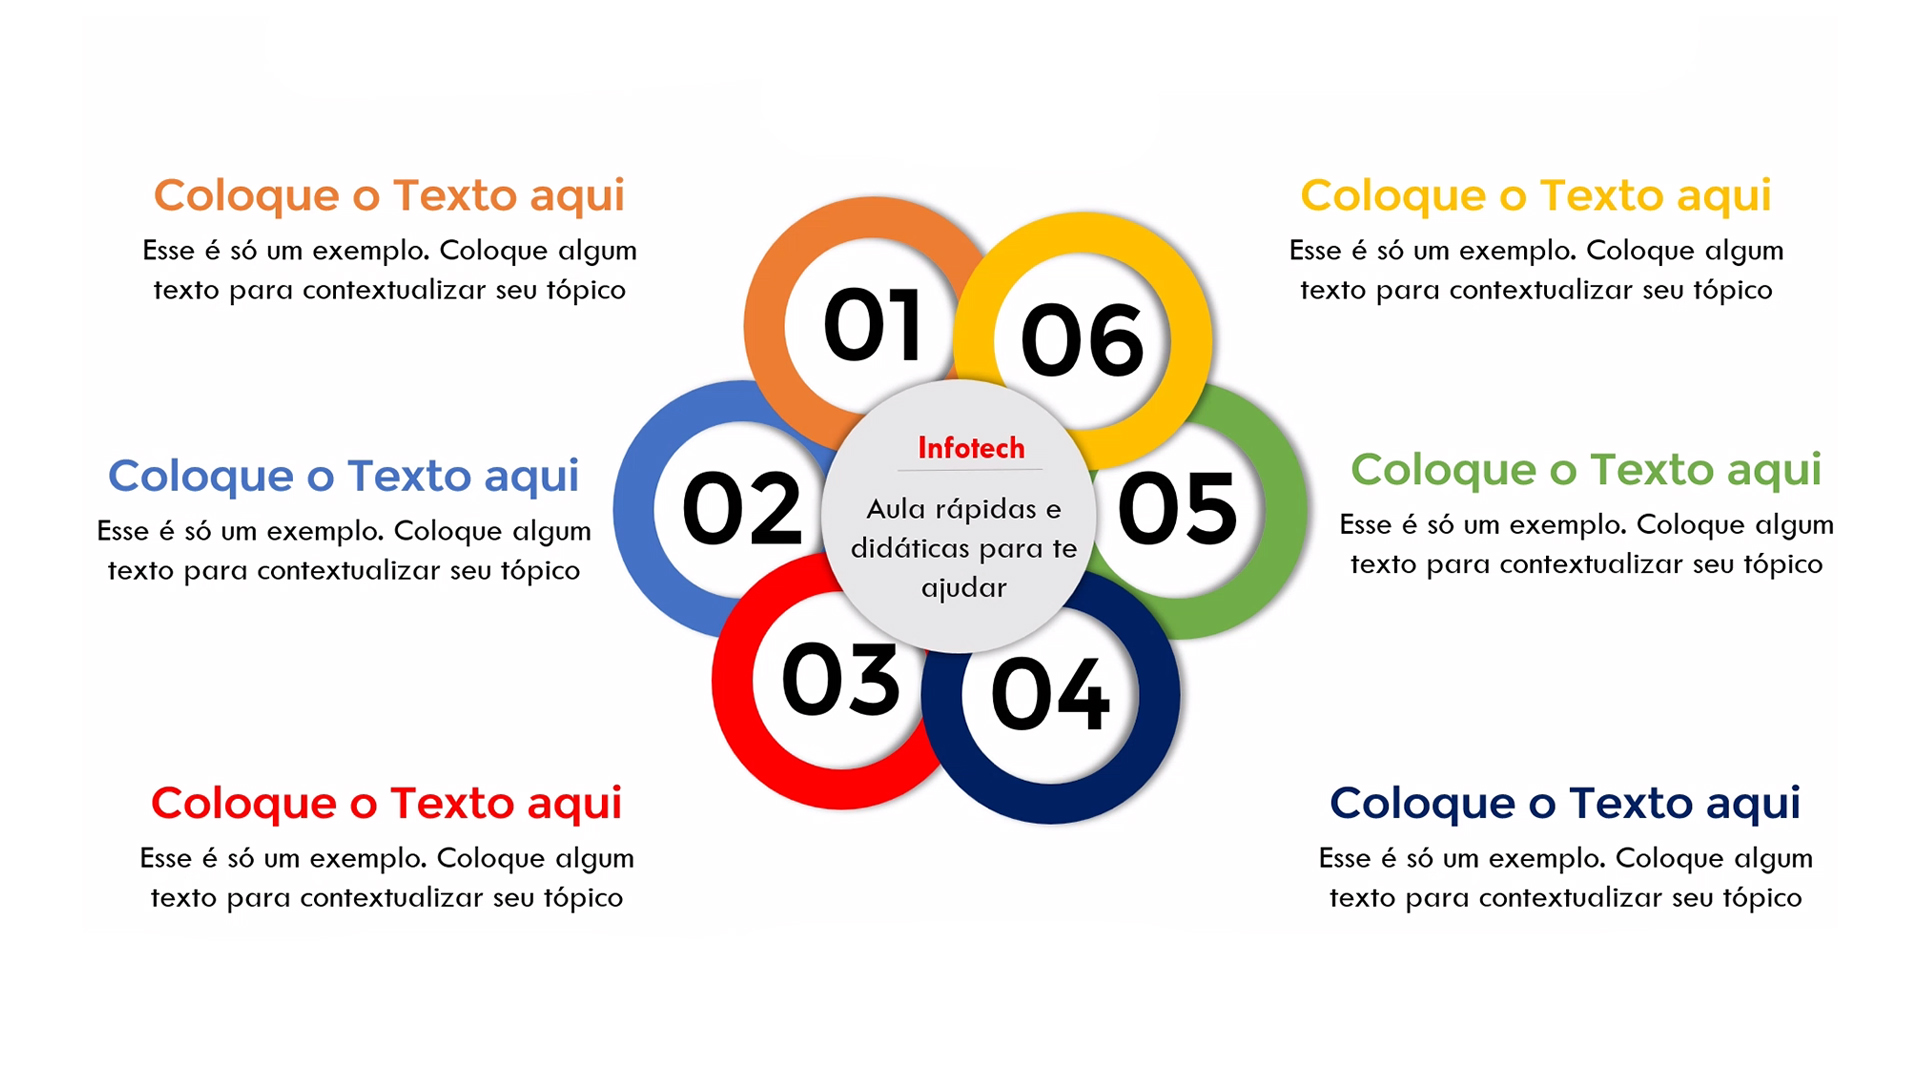 Coloque o Texto aqui
Esse é só um exemplo. Coloque algum
texto para contextualizar seu tópico
Coloque o Texto aqui
Esse é só um exemplo. Coloque algum
texto para contextualizar seu tópico
Coloque o Texto aqui
Esse é só um exemplo. Coloque algum
texto para contextualizar seu tópico
01
02
03
Infotech
Aula rápidas e
didáticas para te
ajudar
06
05
04
Coloque o Texto aqui
Esse é só um exemplo. Coloque algum
texto para contextualizar seu tópico
Coloque o Texto aqui
Esse é só um exemplo. Coloque algum
texto para contextualizar seu tópico
Coloque o Texto aqui
Esse é só um exemplo. Coloque algum
texto para contextualizar seu tópico